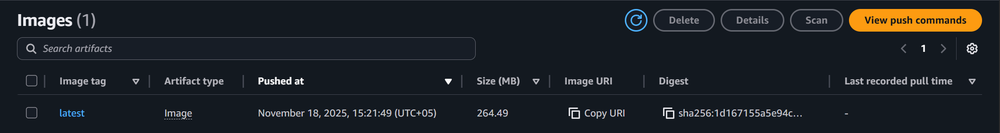 Images (1)
Delete
Details
Scan
View push commands
Search artifacts
1
Image tag Artifact type Pushed at Size (MB) Image URI Digest Last recorded pull time
latest Image November 18, 2025, 15:21:49 (UTC+05) 264.49 Copy URI sha256:1d167155a5e94c... -